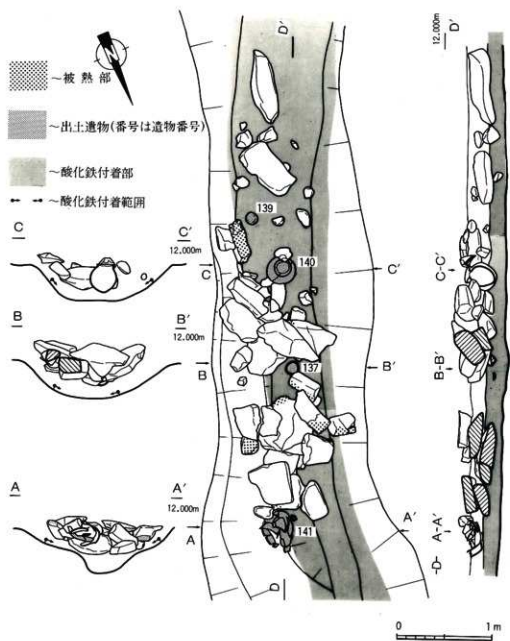 ～被熱部
～出土遺物(番号は遺物番号)
～酸化鉄付着部
～酸化鉄付着範囲
C
C'
12.000m
C
C'
B
B'
12.000m
B
B'
A
A'
12.000m
A
A'
D'
139
140
137
141
D
12.000m
D'
C-C'
B-B'
A-A'
D
0
1m